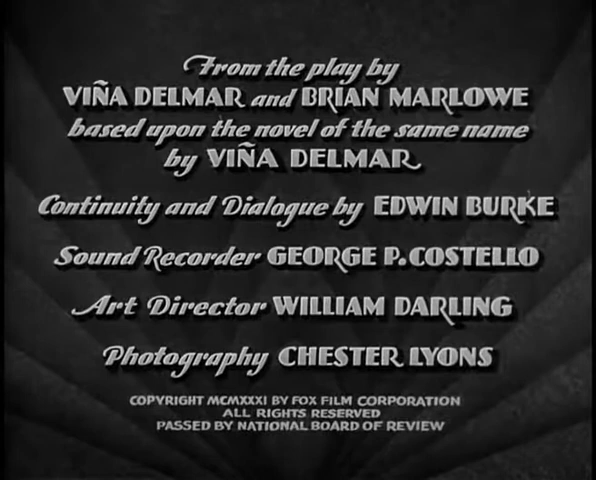 From the play by
VIÑA DELMAR and BRIAN MARLOWE
based upon the novel of the same name
by VIÑA DELMAR
Continuity and Dialogue by EDWIN BURKE
Sound Recorder GEORGE P. COSTELLO
Art Director WILLIAM DARLING
Photography CHESTER LYONS
COPYRIGHT MCMXXXI BY FOX FILM CORPORATION
ALL RIGHTS RESERVED
PASSED BY NATIONAL BOARD OF REVIEW